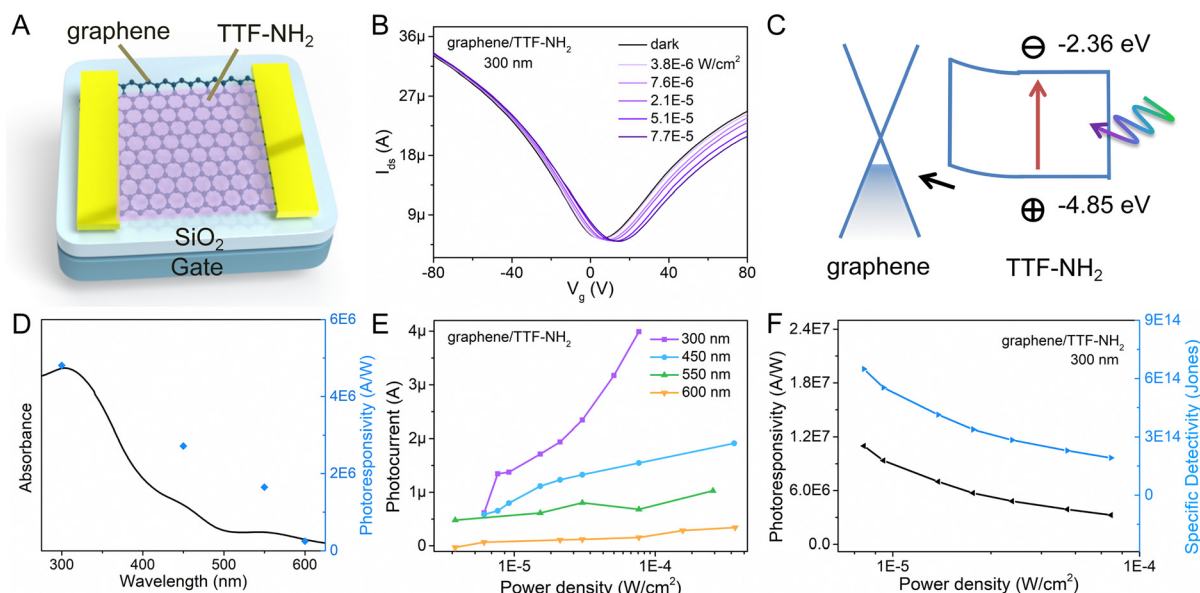 A
graphene
TTF-NH₂
SiO₂
Gate
B
graphene/TTF-NH₂
300 nm
dark
3.8E-6 W/cm²
7.6E-6
2.1E-5
5.1E-5
7.7E-5
36µ
27µ
18µ
9µ
I_ds (A)
-80 -40 0 40 80
V_g (V)
C
-2.36 eV
-4.85 eV
graphene
TTF-NH₂
D
Absorbance
300 400 500 600
Wavelength (nm)
6E6
4E6
2E6
0
Photoresponsivity (A/W)
E
graphene/TTF-NH₂
300 nm
450 nm
550 nm
600 nm
4µ
3µ
2µ
1µ
0
Photocurrent (A)
1E-5 1E-4
Power density (W/cm²)
F
graphene/TTF-NH₂
300 nm
2.4E7
1.8E7
1.2E7
6.0E6
0.0
Photoresponsivity (A/W)
9E14
6E14
3E14
0
Specific Detectivity (Jones)
1E-5 1E-4
Power density (W/cm²)